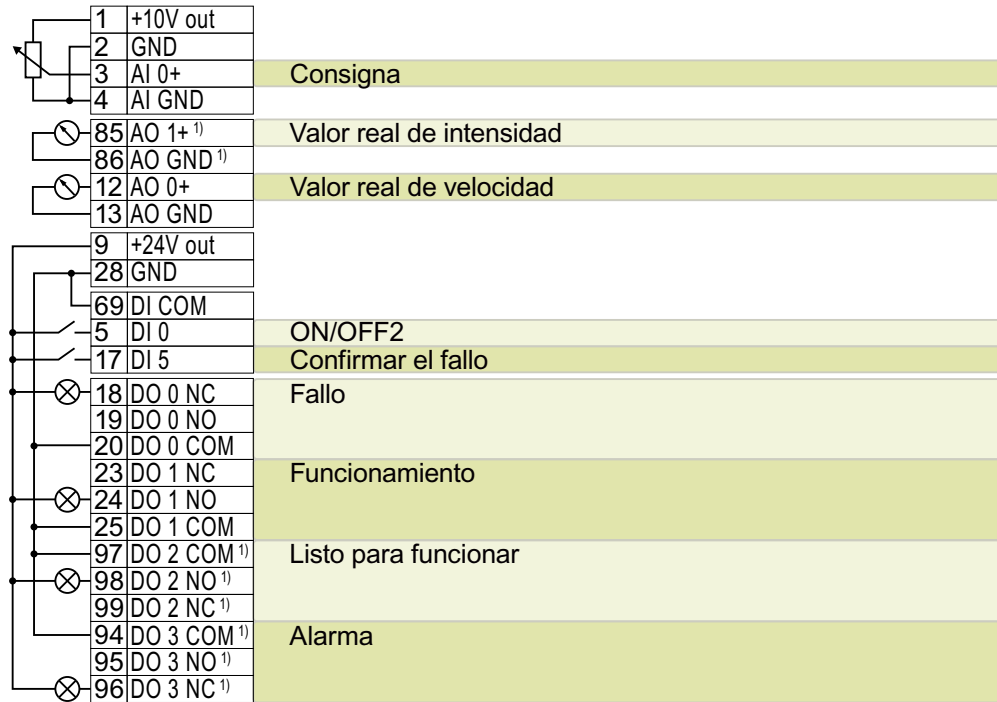 1 +10V out
2 GND
3 AI 0+ Consigna
4 AI GND
85 AO 1+ 1) Valor real de intensidad
86 AO GND 1)
12 AO 0+ Valor real de velocidad
13 AO GND
9 +24V out
28 GND
69 DI COM
5 DI 0 ON/OFF2
17 DI 5 Confirmar el fallo
18 DO 0 NC Fallo
19 DO 0 NO
20 DO 0 COM
23 DO 1 NC Funcionamiento
24 DO 1 NO
25 DO 1 COM
97 DO 2 COM 1) Listo para funcionar
98 DO 2 NO 1)
99 DO 2 NC 1)
94 DO 3 COM 1) Alarma
95 DO 3 NO 1)
96 DO 3 NC 1)